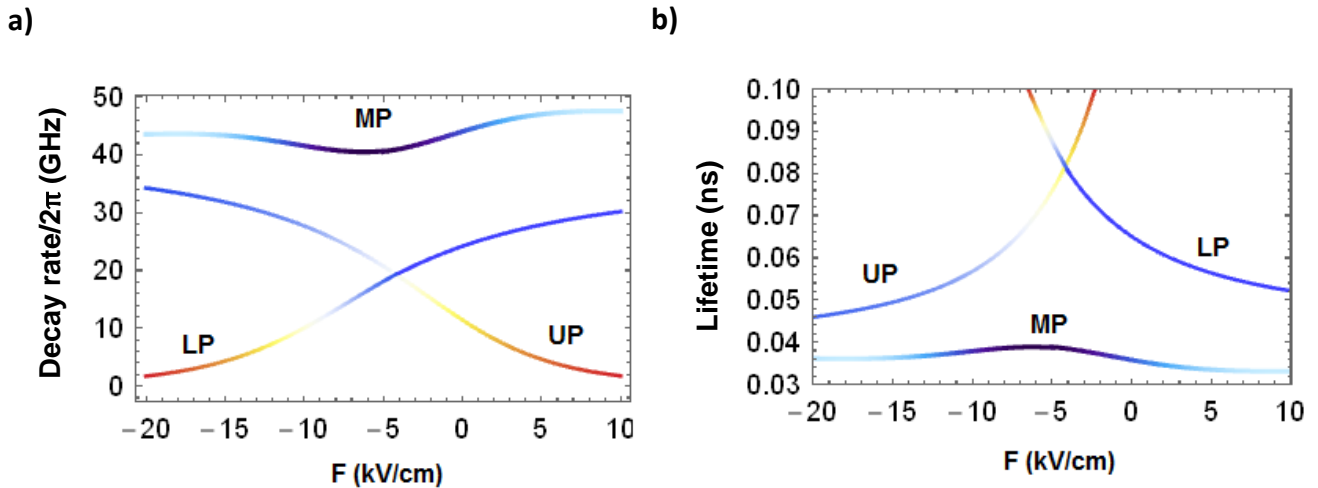 a)
b)
Decay rate/2π (GHz)
50
40
30
20
10
0
MP
LP
UP
−20 −15 −10 −5 0 5 10
F (kV/cm)
Lifetime (ns)
0.10
0.09
0.08
0.07
0.06
0.05
0.04
0.03
UP
LP
MP
−20 −15 −10 −5 0 5 10
F (kV/cm)